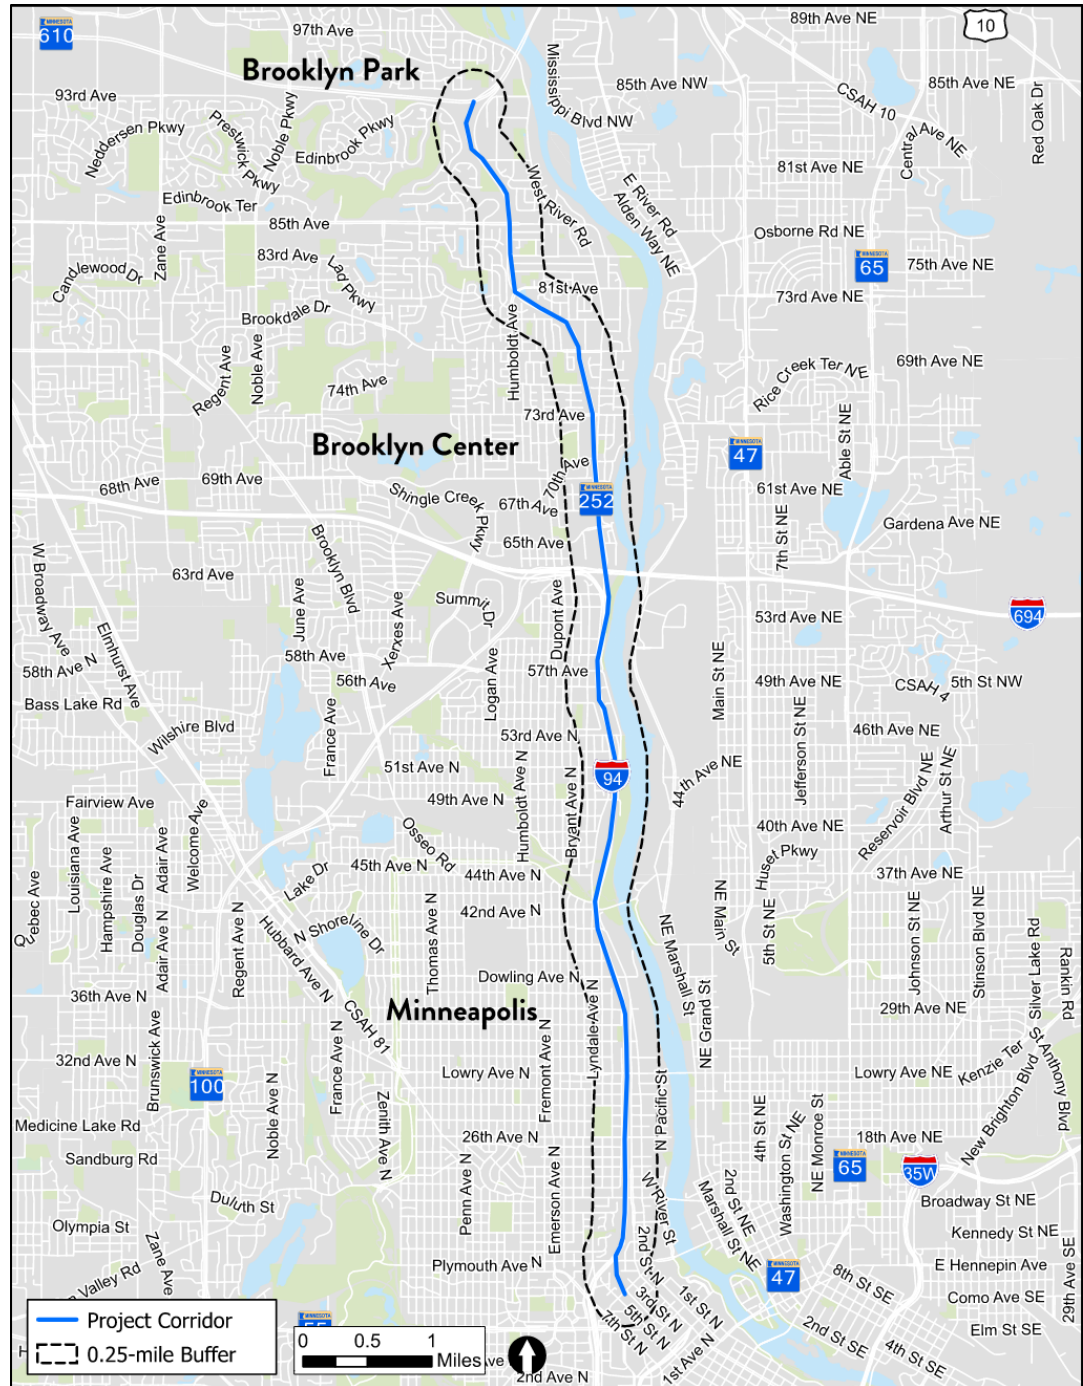 MINNESOTA
610
97th Ave
89th Ave NE
10
Brooklyn Park
Mississippi Blvd NW
85th Ave NW
CSAH 10
85th Ave NE
Red Oak Dr
93rd Ave
Neddersen Pkwy
Prestwick Pkwy
Noble Pkwy
Edinbrook Pkwy
Central Ave NE
81st Ave NE
West River Rd
E River Rd
Alden Way NE
Edinbrook Ter
Zane Ave
85th Ave
Osborne Rd NE
83rd Ave
MINNESOTA
65
75th Ave NE
Candlewood Dr
Lad Pkwy
81st Ave
73rd Ave NE
Brookdale Dr
Humboldt Ave
Regent Ave
Noble Ave
74th Ave
Rice Creek Ter NE
69th Ave NE
73rd Ave
Able St NE
Brooklyn Center
MINNESOTA
47
70th Ave
68th Ave
69th Ave
Shingle Creek Pkwy
67th Ave
MINNESOTA
252
61st Ave NE
7th St NE
Gardena Ave NE
65th Ave
W Broadway Ave
Brooklyn Blvd
63rd Ave
June Ave
Xerxes Ave
Summit Dr
Dupont Ave
53rd Ave NE
694
Elmhurst Ave
58th Ave N
58th Ave
56th Ave
Logan Ave
57th Ave
Main St NE
49th Ave NE
CSAH 4
5th St NW
Bass Lake Rd
Wilshire Blvd
France Ave
53rd Ave N
Jefferson St NE
46th Ave NE
51st Ave N
94
44th Ave NE
Reservoir Blvd NE
Arthur St NE
Fairview Ave
49th Ave N
Humboldt Ave N
Bryant Ave N
Welcome Ave
Osseo Rd
40th Ave NE
Louisiana Ave
Hampshire Ave
Adair Ave
Douglas Dr
45th Ave N
Huset Pkwy
Lake Dr
44th Ave N
37th Ave NE
Quebec Ave
42nd Ave N
NE Main St
5th St NE
Adair Ave N
Regent Ave N
Hubbard Ave N
N Shoreline Dr
Thomas Ave N
NE Marshall St
Johnson St NE
Stinson Blvd NE
Silver Lake Rd
Rankin Rd
Dowling Ave N
36th Ave N
CSAH 81
Minneapolis
Lyndale Ave N
NE Grand St
29th Ave NE
Brunswick Ave
32nd Ave N
France Ave N
Fremont Ave N
Kenzie Ter
St Anthony Blvd
MINNESOTA
100
Noble Ave N
Lowry Ave N
N Pacific St
Lowry Ave NE
New Brighton Blvd
Zenith Ave N
4th St NE
NE Monroe St
Medicine Lake Rd
26th Ave N
Washington St NE
18th Ave NE
Sandburg Rd
MINNESOTA
65
35W
Penn Ave N
Emerson Ave N
W River St
2nd St NE
Marshall St NE
Duluth St
Broadway St NE
Olympia St
Zane Ave
2nd St N
Kennedy St NE
29th Ave SE
Plymouth Ave N
MINNESOTA
47
8th St SE
E Hennepin Ave
Valley Rd
3rd St N
1st St N
Como Ave SE
5th St N
7th St N
2nd St SE
Elm St SE
MINNESOTA
55
1st Ave N
4th St SE
2nd Ave N
Project Corridor
0.25-mile Buffer
0 0.5 1
Miles